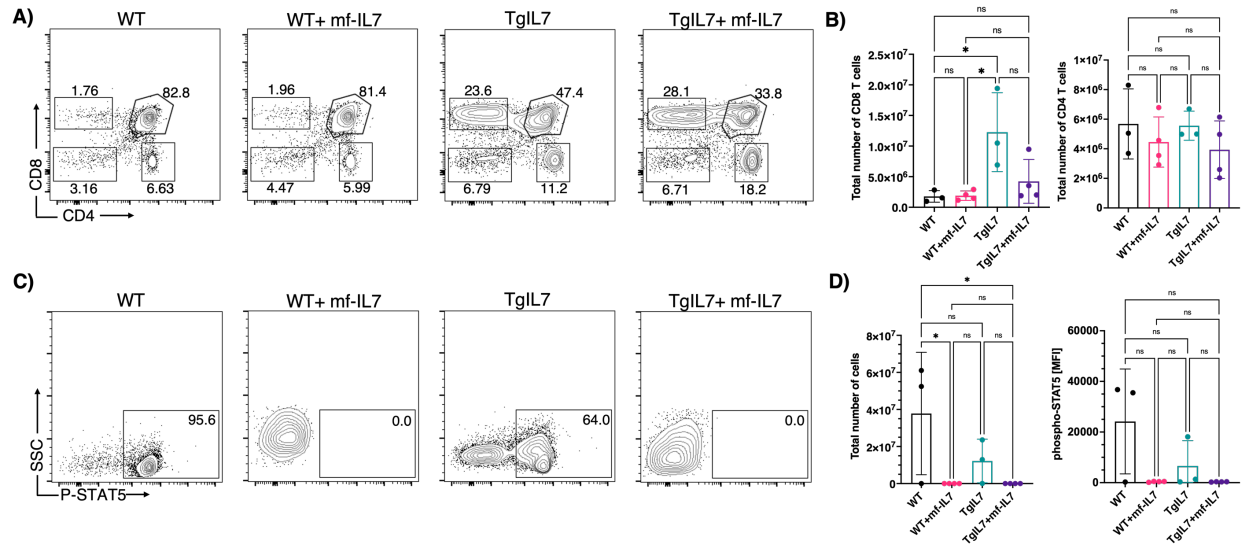 A)
WT
WT+ mf-IL7
TgIL7
TgIL7+ mf-IL7
1.76
82.8
3.16
6.63
1.96
81.4
4.47
5.99
23.6
47.4
6.79
11.2
28.1
33.8
6.71
18.2
CD8
CD4
B)
ns
ns
*
ns
*
ns
Total number of CD8 T cells
2.5×10⁷
2.0×10⁷
1.5×10⁷
1.0×10⁷
5.0×10⁶
0.0
WT
WT+mf-IL7
TgIL7
TgIL7+mf-IL7
ns
ns
ns
ns
ns
ns
Total number of CD4 T cells
1×10⁷
8×10⁶
6×10⁶
4×10⁶
2×10⁶
0
WT
WT+mf-IL7
TgIL7
TgIL7+mf-IL7
C)
WT
WT+ mf-IL7
TgIL7
TgIL7+ mf-IL7
95.6
0.0
64.0
0.0
SSC
P-STAT5
D)
*
ns
ns
*
ns
ns
Total number of cells
8×10⁷
6×10⁷
4×10⁷
2×10⁷
0
WT
WT+mf-IL7
TgIL7
TgIL7+mf-IL7
ns
ns
ns
ns
ns
ns
phospho-STAT5 [MFI]
60000
40000
20000
0
WT
WT+mf-IL7
TgIL7
TgIL7+mf-IL7